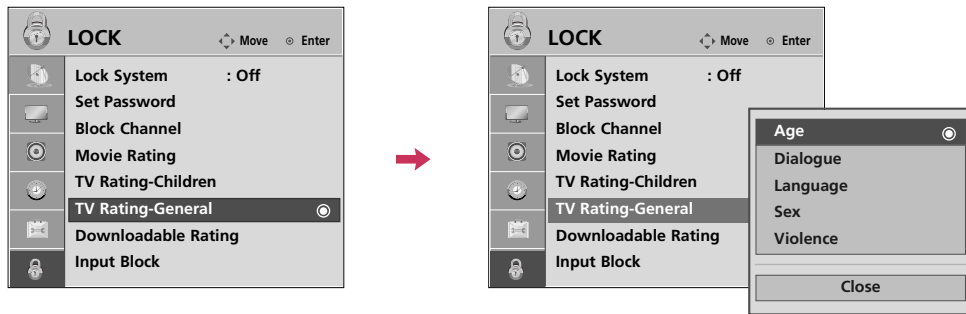 LOCK
Move Enter
Lock System : Off
Set Password
Block Channel
Movie Rating
TV Rating-Children
TV Rating-General
Downloadable Rating
Input Block
LOCK
Move Enter
Lock System : Off
Set Password
Block Channel
Movie Rating
TV Rating-Children
TV Rating-General
Downloadable Rating
Input Block
Age
Dialogue
Language
Sex
Violence
Close